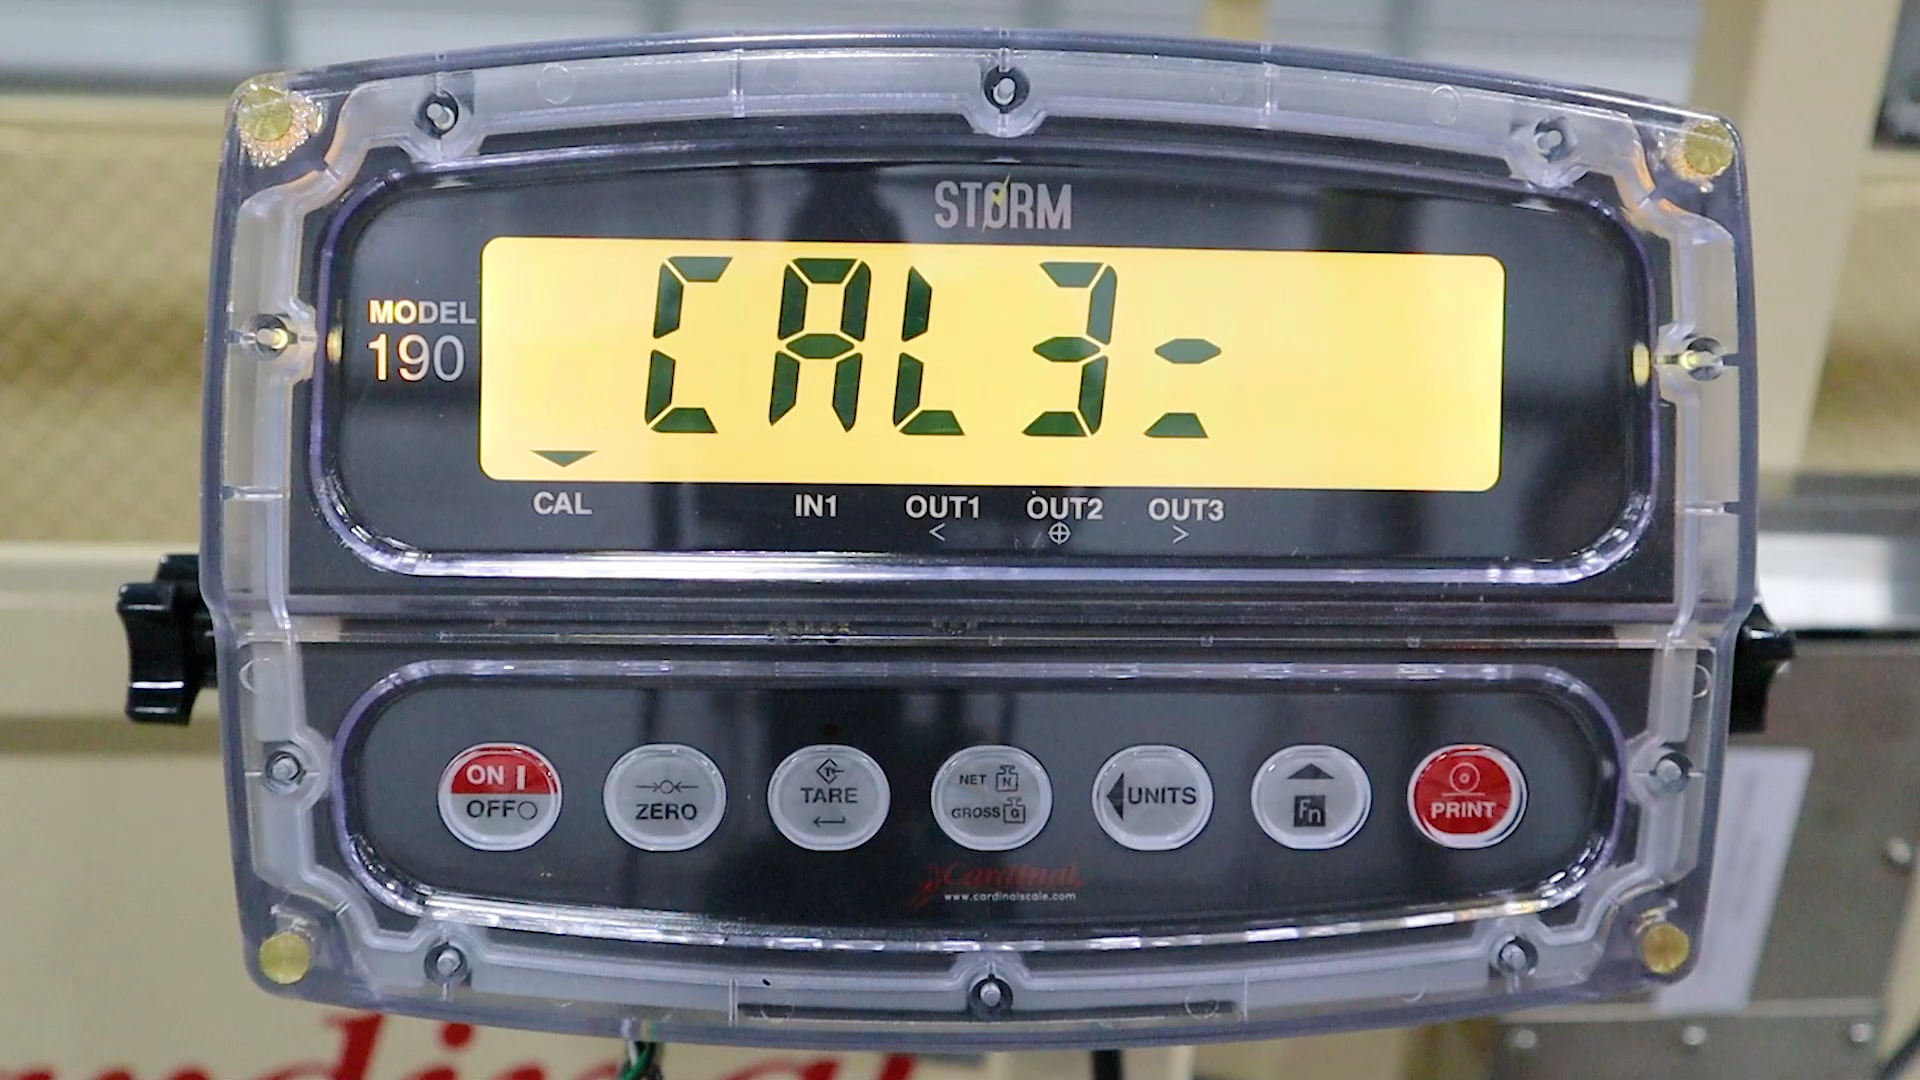 STORM
MODEL
190
CAL3=
CAL IN1 OUT1 OUT2 OUT3
< >
ON I
OFF
ZERO
T
TARE
NET N
GROSS G
UNITS
Fn
PRINT
Cardinal
www.cardinalscale.com